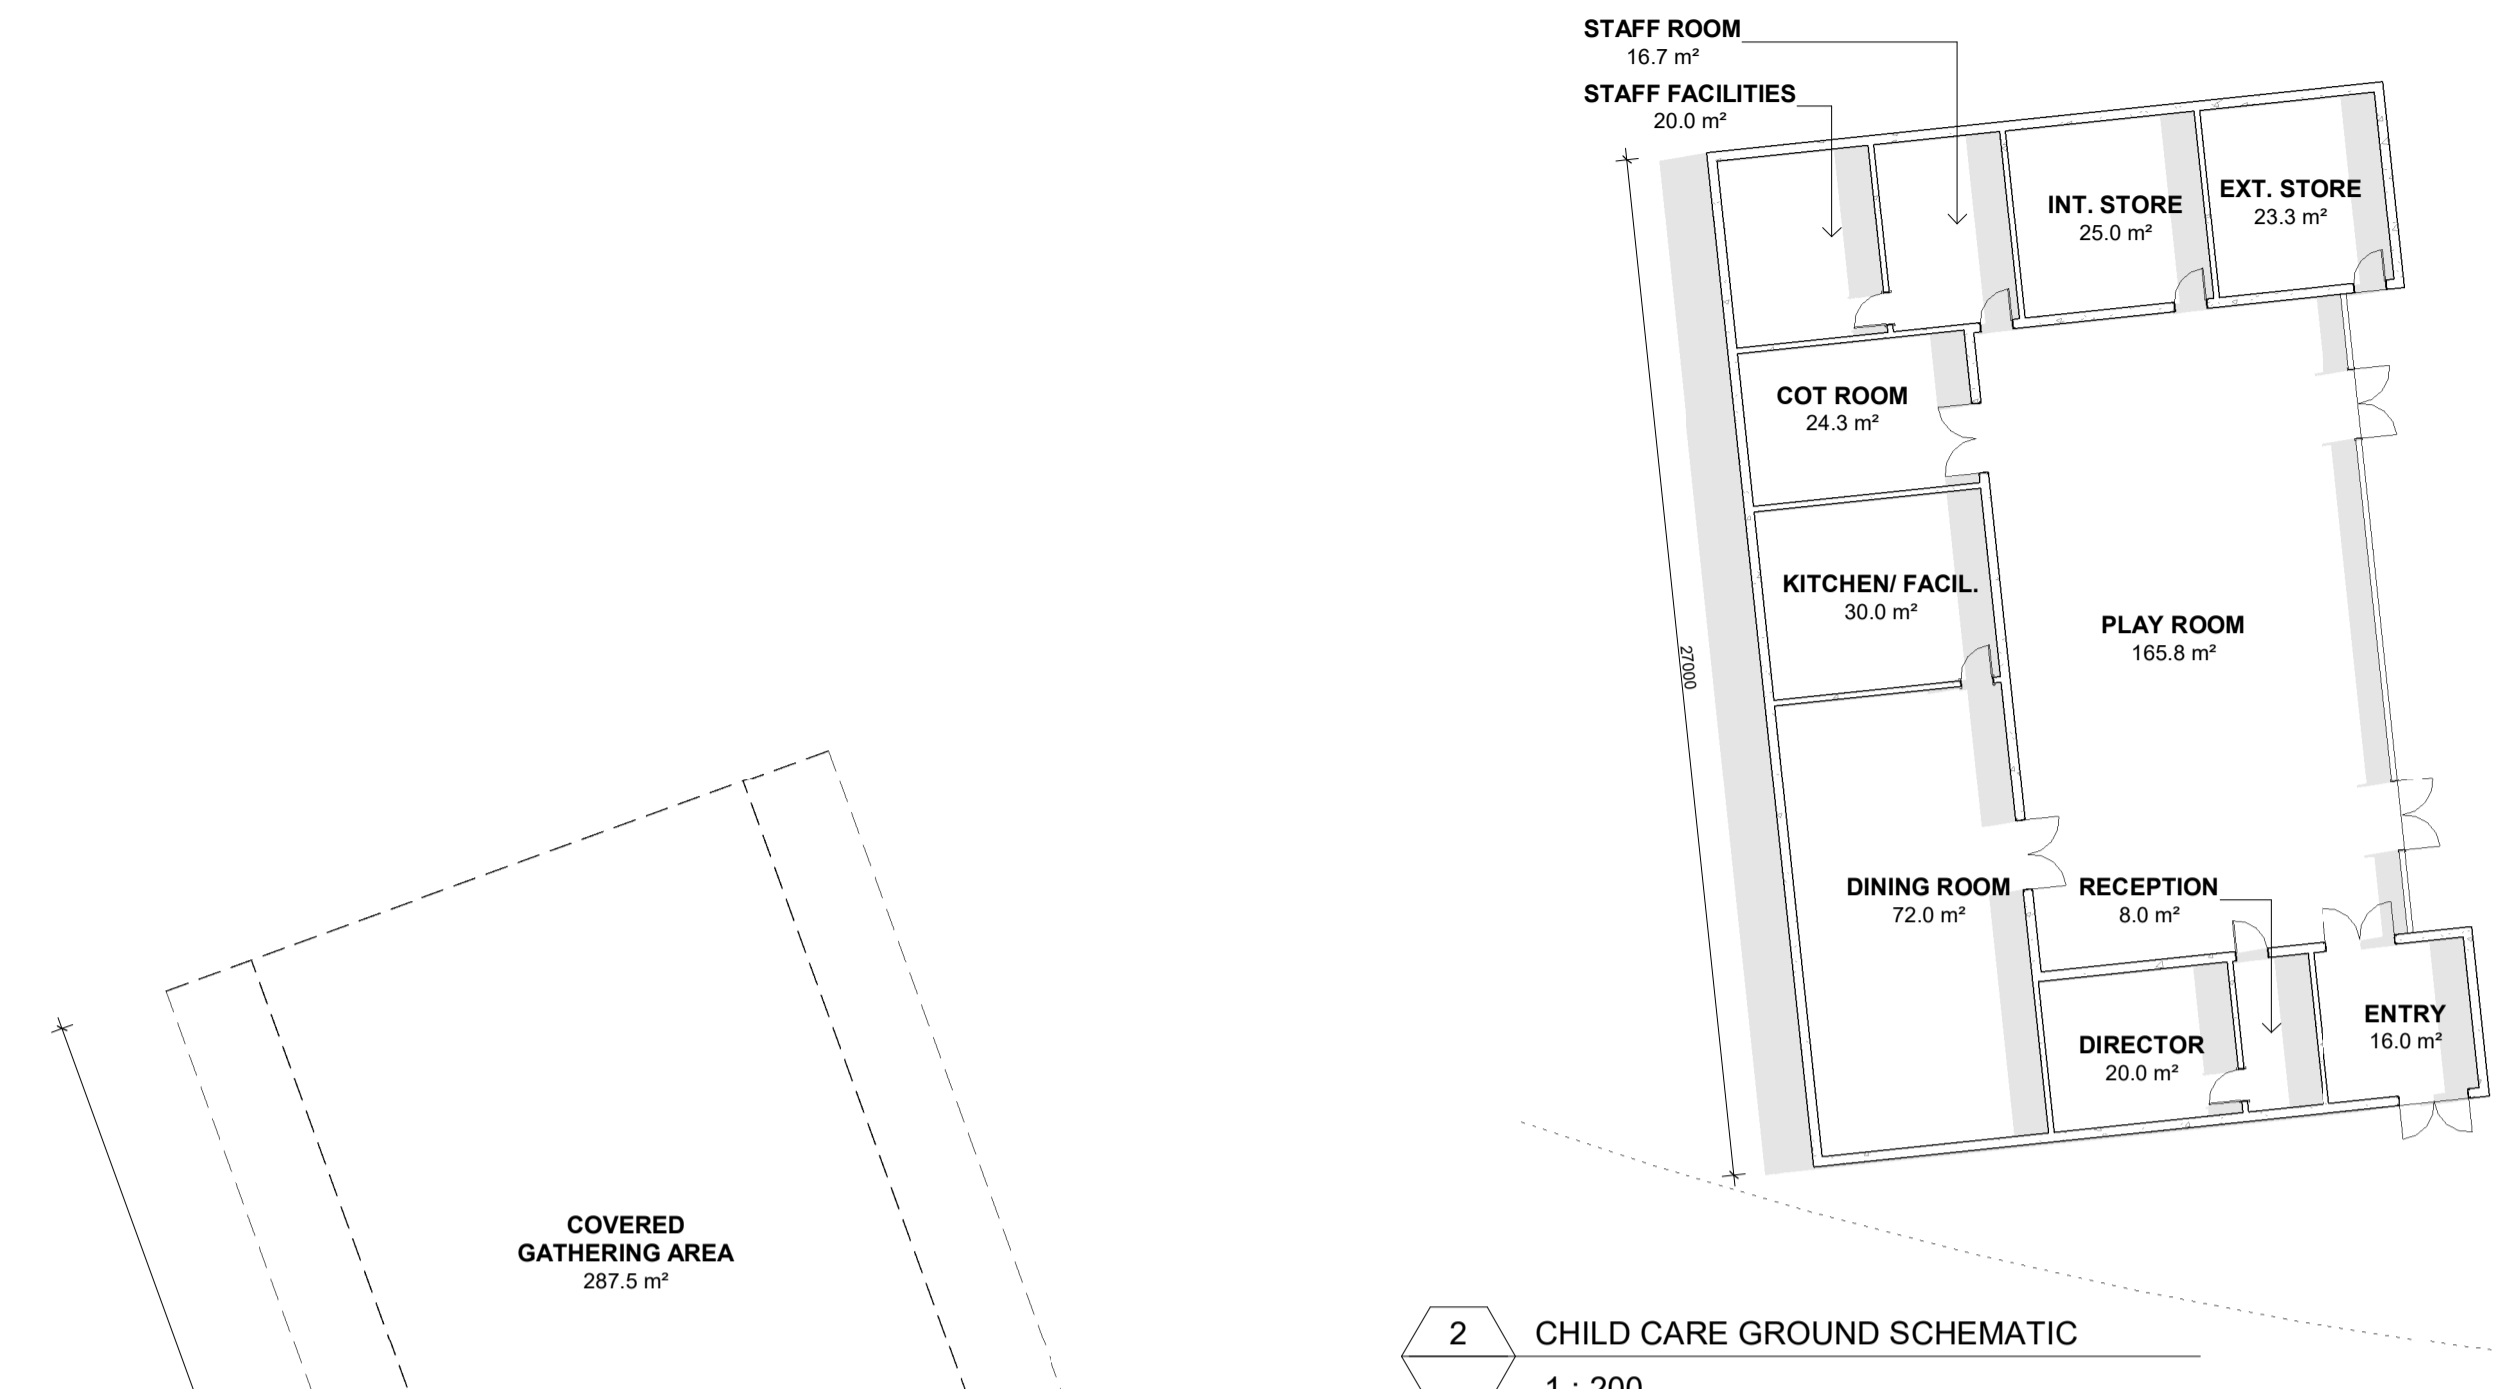 STAFF ROOM
16.7 m²
STAFF FACILITIES
20.0 m²
INT. STORE
25.0 m²
EXT. STORE
23.3 m²
COT ROOM
24.3 m²
KITCHEN/ FACIL.
30.0 m²
PLAY ROOM
165.8 m²
27000
DINING ROOM
72.0 m²
RECEPTION
8.0 m²
DIRECTOR
20.0 m²
ENTRY
16.0 m²
COVERED
GATHERING AREA
287.5 m²
2
CHILD CARE GROUND SCHEMATIC
1 : 200